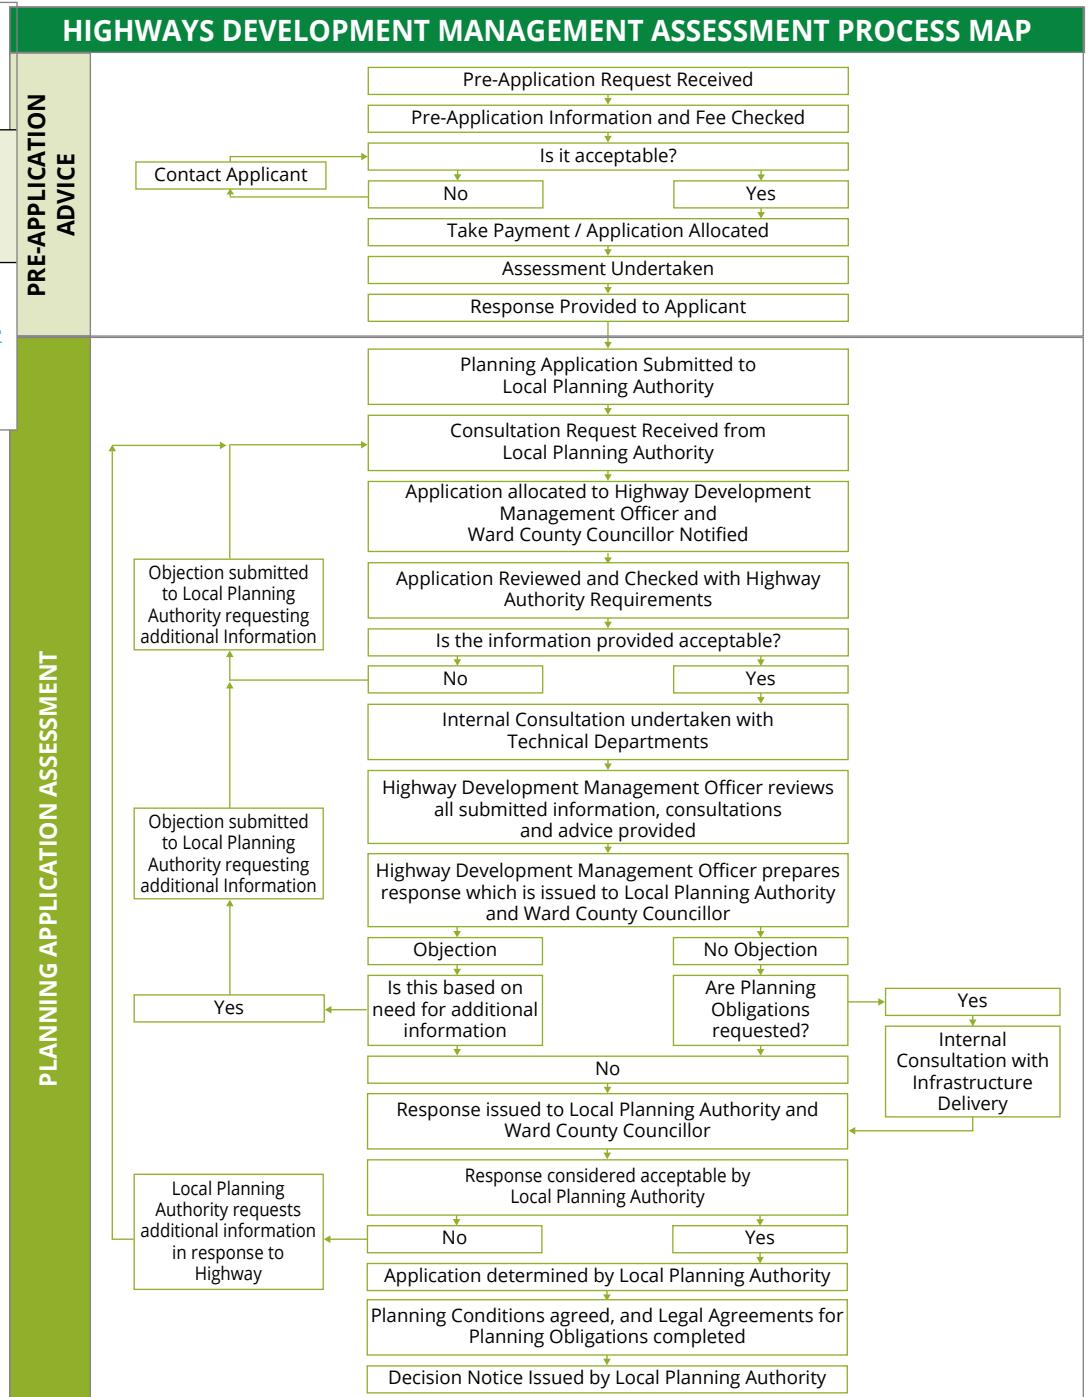 HIGHWAYS DEVELOPMENT MANAGEMENT ASSESSMENT PROCESS MAP
PRE-APPLICATION
ADVICE
Pre-Application Request Received
Pre-Application Information and Fee Checked
Is it acceptable?
Contact Applicant
No
Yes
Take Payment / Application Allocated
Assessment Undertaken
Response Provided to Applicant
PLANNING APPLICATION ASSESSMENT
Planning Application Submitted to
Local Planning Authority
Consultation Request Received from
Local Planning Authority
Application allocated to Highway Development
Management Officer and
Ward County Councillor Notified
Objection submitted
to Local Planning
Authority requesting
additional Information
Application Reviewed and Checked with Highway
Authority Requirements
Is the information provided acceptable?
No
Yes
Internal Consultation undertaken with
Technical Departments
Highway Development Management Officer reviews
all submitted information, consultations
and advice provided
Objection submitted
to Local Planning
Authority requesting
additional Information
Highway Development Management Officer prepares
response which is issued to Local Planning Authority
and Ward County Councillor
Objection
No Objection
Yes
Is this based on
need for additional
information
Are Planning
Obligations
requested?
Yes
Internal
Consultation with
Infrastructure
Delivery
No
Response issued to Local Planning Authority and
Ward County Councillor
Response considered acceptable by
Local Planning Authority
Local Planning
Authority requests
additional information
in response to
Highway
No
Yes
Application determined by Local Planning Authority
Planning Conditions agreed, and Legal Agreements for
Planning Obligations completed
Decision Notice Issued by Local Planning Authority